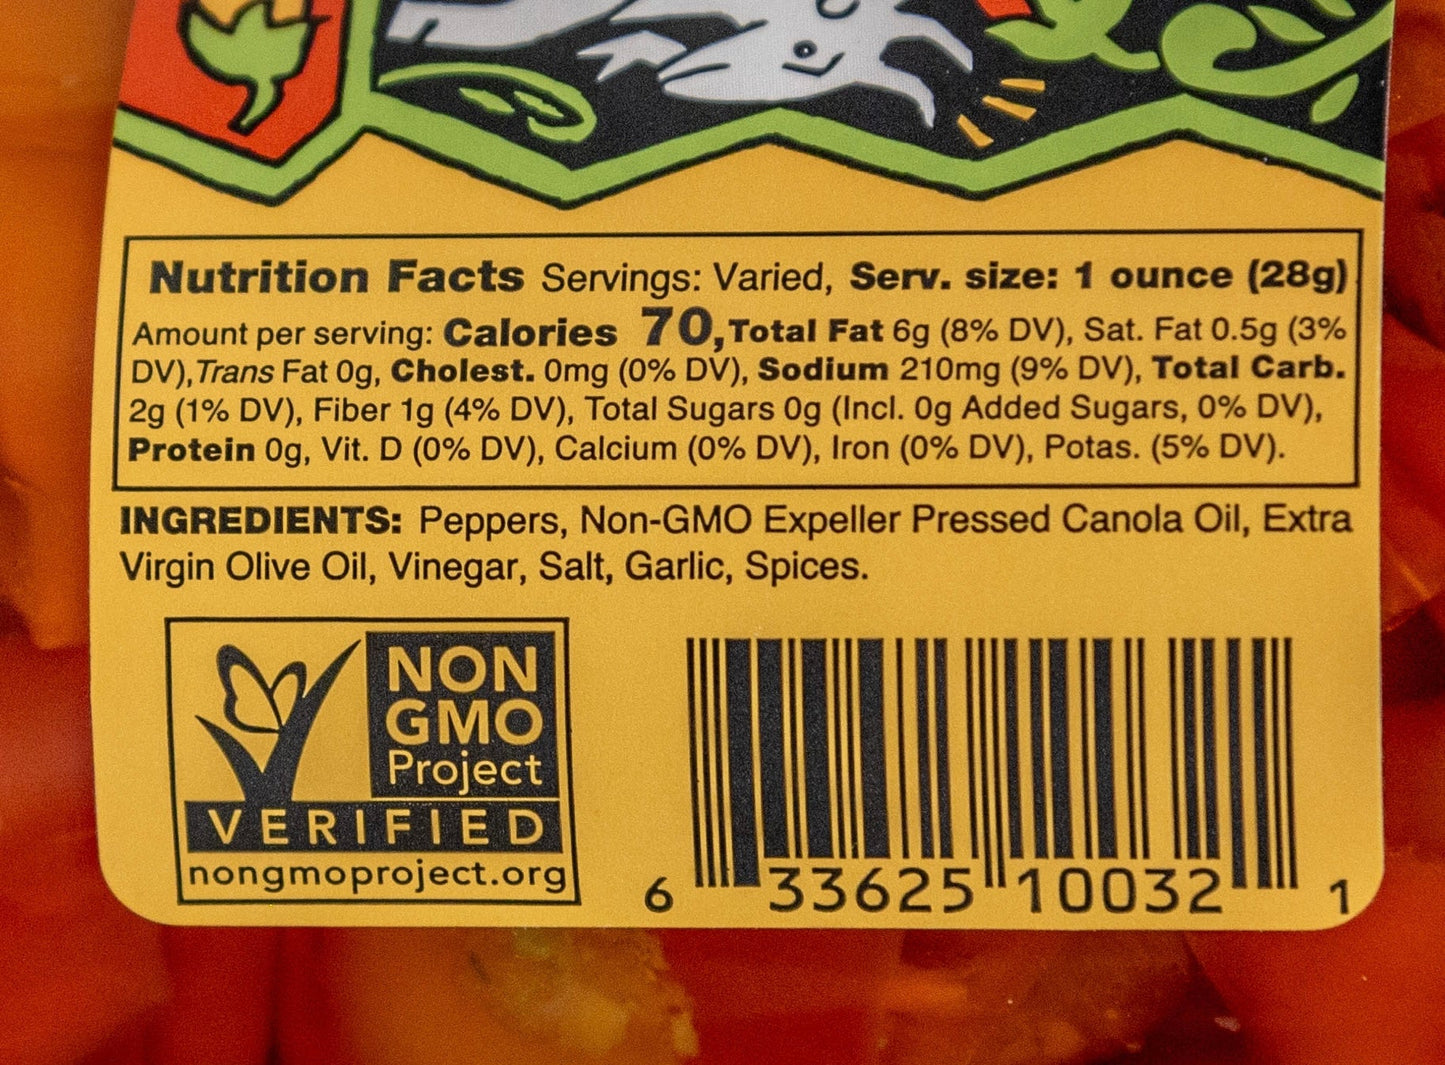 Nutrition Facts Servings: Varied, Serv. size: 1 ounce (28g)
Amount per serving: Calories 70, Total Fat 6g (8% DV), Sat. Fat 0.5g (3%
DV), Trans Fat 0g, Cholest. 0mg (0% DV), Sodium 210mg (9% DV), Total Carb.
2g (1% DV), Fiber 1g (4% DV), Total Sugars 0g (Incl. 0g Added Sugars, 0% DV),
Protein 0g, Vit. D (0% DV), Calcium (0% DV), Iron (0% DV), Potas. (5% DV).
INGREDIENTS: Peppers, Non-GMO Expeller Pressed Canola Oil, Extra
Virgin Olive Oil, Vinegar, Salt, Garlic, Spices.
NON
GMO
Project
VERIFIED
nongmoproject.org
6 33625 10032 1